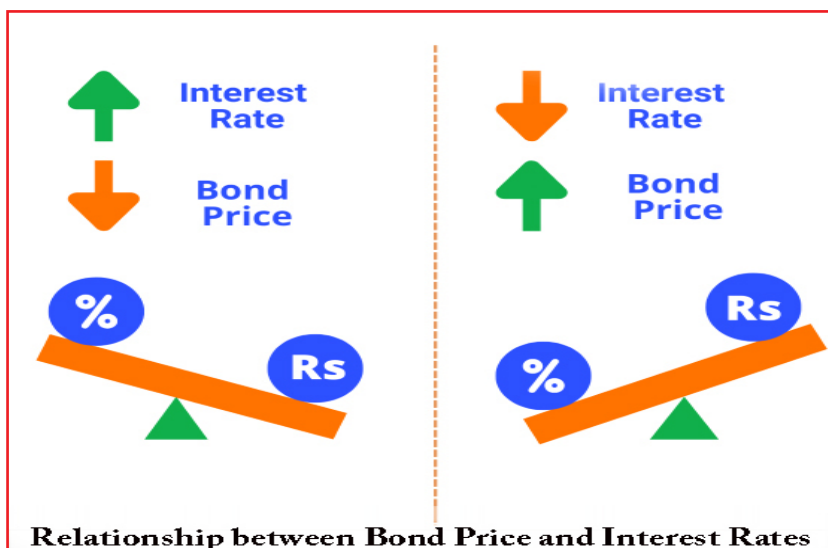 Interest
Rate
Bond
Price
%
Rs
Interest
Rate
Bond
Price
Rs
%
Relationship between Bond Price and Interest Rates